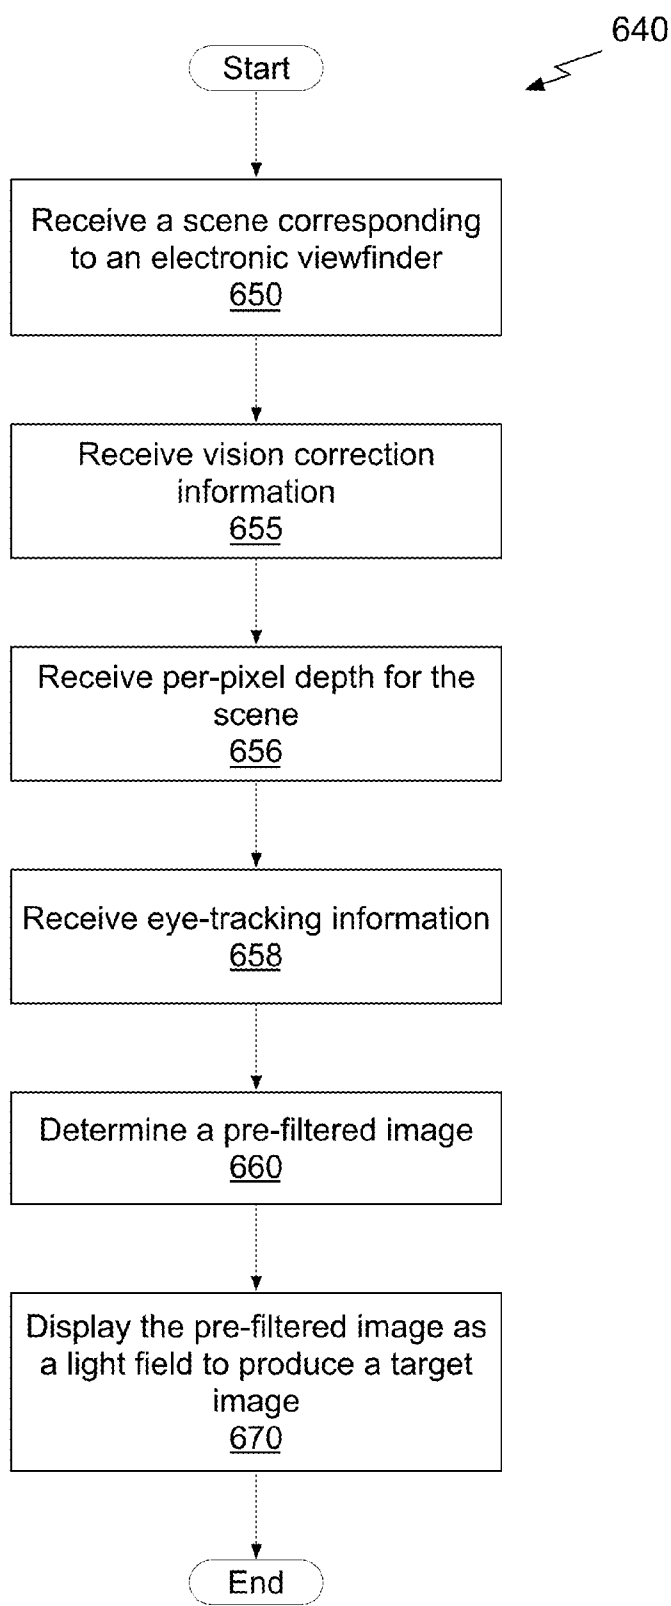 640
Start
Receive a scene corresponding
to an electronic viewfinder
650
Receive vision correction
information
655
Receive per-pixel depth for the
scene
656
Receive eye-tracking information
658
Determine a pre-filtered image
660
Display the pre-filtered image as
a light field to produce a target
image
670
End